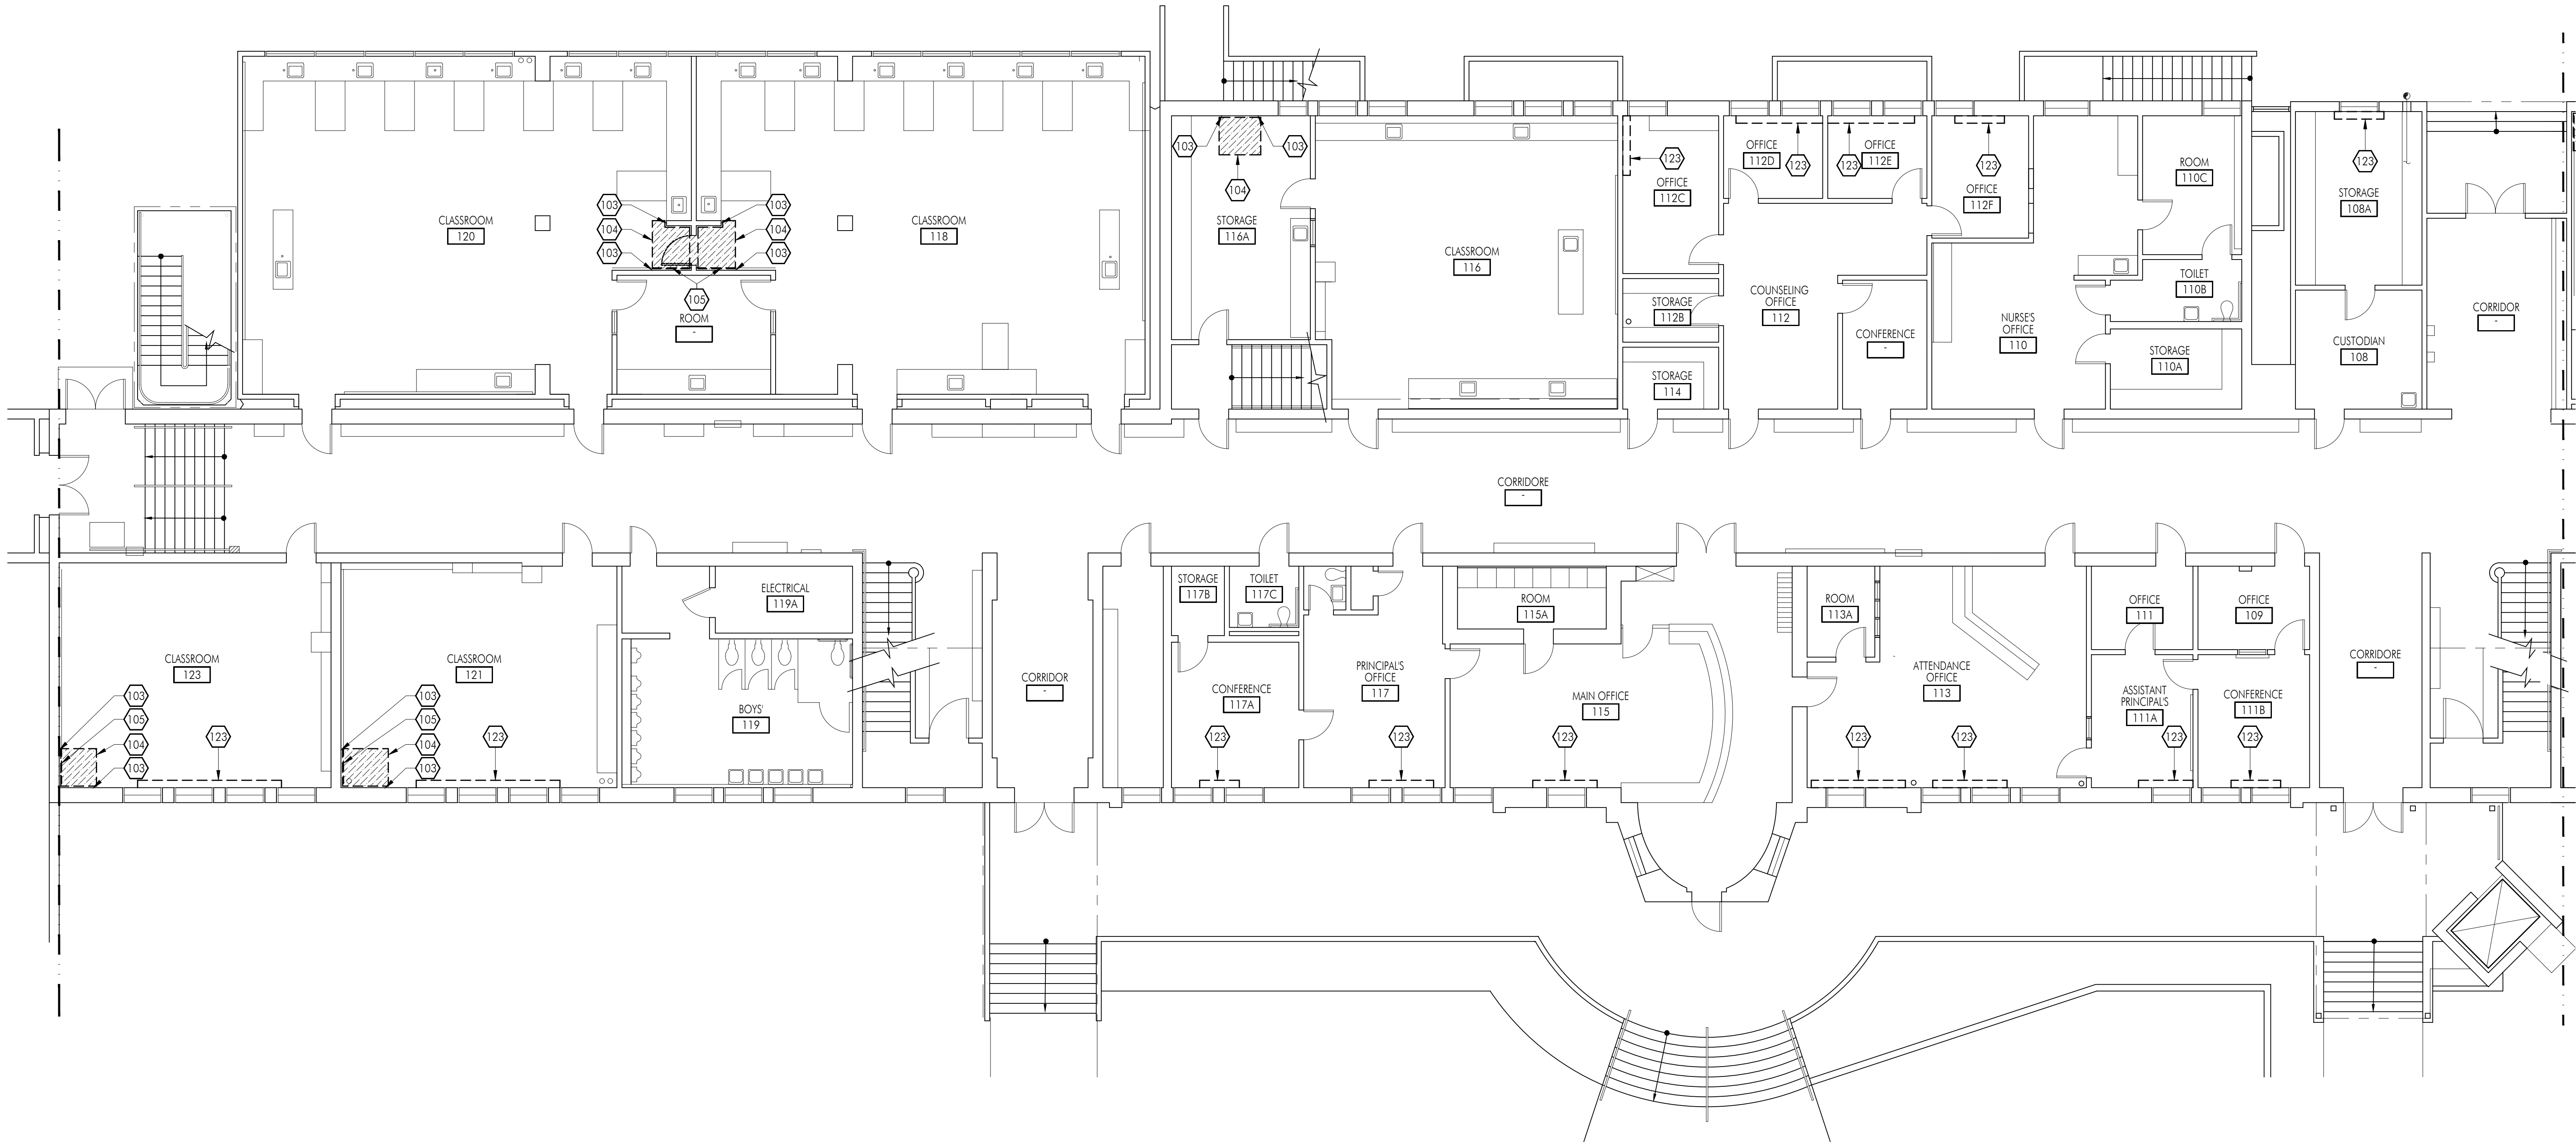 CLASSROOM
120
103
104
103
103
104
103
105
ROOM
-
CLASSROOM
118
103
103
104
STORAGE
116A
CLASSROOM
116
123
OFFICE
112C
STORAGE
112B
STORAGE
114
OFFICE
112D
123
123
OFFICE
112E
COUNSELING
OFFICE
112
CONFERENCE
-
123
OFFICE
112F
NURSE'S
OFFICE
110
ROOM
110C
TOILET
110B
STORAGE
110A
123
STORAGE
108A
CUSTODIAN
108
CORRIDOR
-
CORRIDORE
-
CLASSROOM
123
103
105
104
103
123
CLASSROOM
121
103
105
104
103
123
ELECTRICAL
119A
BOYS'
119
CORRIDOR
-
STORAGE
117B
TOILET
117C
CONFERENCE
117A
123
PRINCIPAL'S
OFFICE
117
123
ROOM
115A
MAIN OFFICE
115
123
ROOM
113A
ATTENDANCE
OFFICE
113
123
123
OFFICE
111
ASSISTANT
PRINCIPAL'S
111A
123
OFFICE
109
CONFERENCE
111B
123
CORRIDORE
-